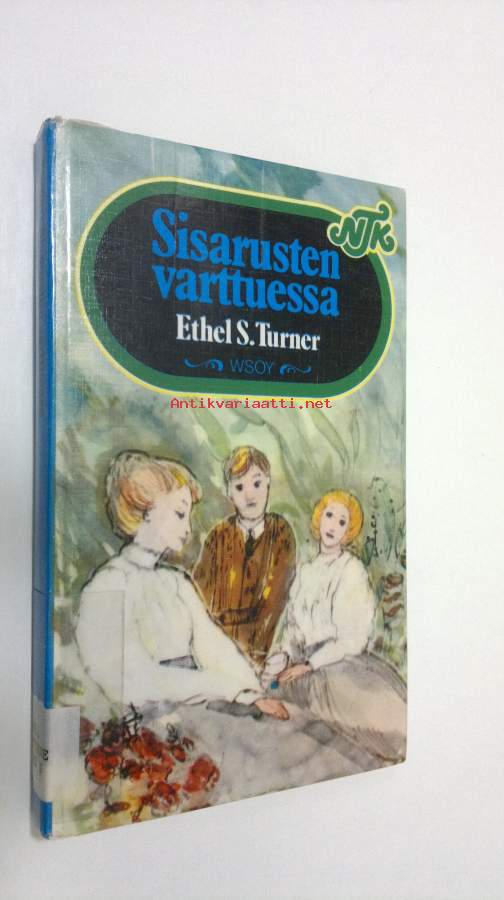 NTK
Sisarusten
varttuessa
Ethel S. Turner
WSOY
Antikvariaatti.net